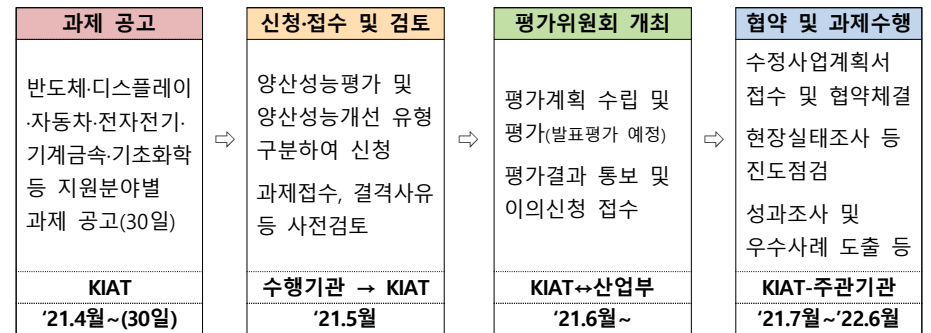 과제 공고
반도체·디스플레이
·자동차·전자전기·
기계금속·기초화학
등 지원분야별
과제 공고(30일)
KIAT
‘21.4월~(30일)
⇨
신청·접수 및 검토
양산성능평가 및
양산성능개선 유형
구분하여 신청
과제접수, 결격사유
등 사전검토
수행기관 → KIAT
‘21.5월
⇨
평가위원회 개최
평가계획 수립 및
평가(발표평가 예정)
평가결과 통보 및
이의신청 접수
KIAT↔산업부
‘21.6월~
⇨
협약 및 과제수행
수정사업계획서
접수 및 협약체결
현장실태조사 등
진도점검
성과조사 및
우수사례 도출 등
KIAT-주관기관
‘21.7월~‘22.6월